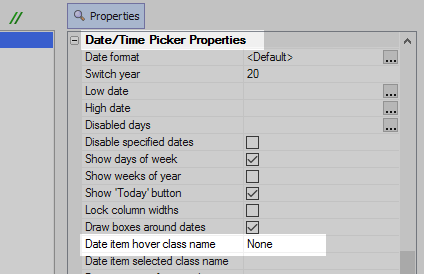 //
Properties
Date/Time Picker Properties
Date format <Default> ...
Switch year 20
Low date ...
High date ...
Disabled days ...
Disable specified dates
Show days of week
Show weeks of year
Show 'Today' button
Lock column widths
Draw boxes around dates
Date item hover class name None
Date item selected class name